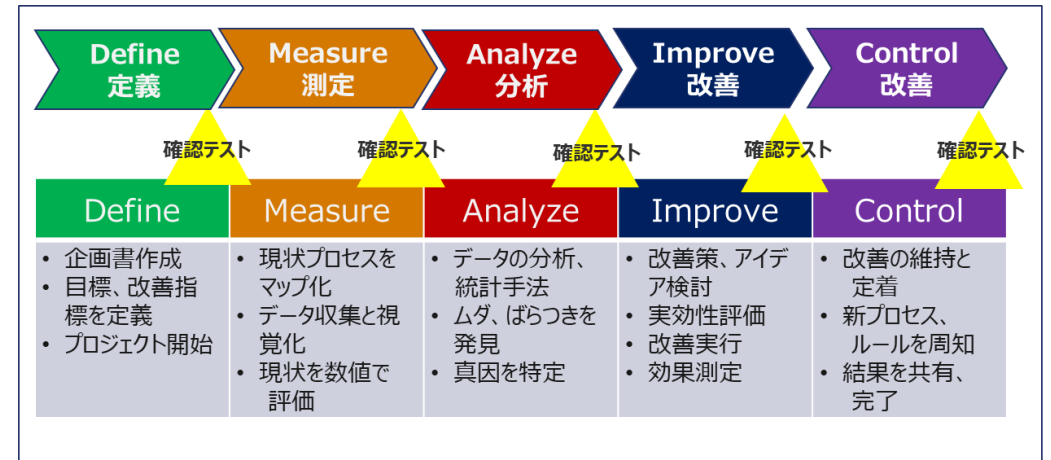 Define
定義
Measure
測定
Analyze
分析
Improve
改善
Control
改善
確認テスト
確認テスト
確認テスト
確認テスト
確認テスト
Define
Measure
Analyze
Improve
Control
• 企画書作成
• 目標、改善指
標を定義
• プロジェクト開始
• 現状プロセスを
マップ化
• データ収集と視
覚化
• 現状を数値で
評価
• データの分析、
統計手法
• ムダ、ばらつきを
発見
• 真因を特定
• 改善策、アイデ
ア検討
• 実効性評価
• 改善実行
• 効果測定
• 改善の維持と
定着
• 新プロセス、
ルールを周知
• 結果を共有、
完了